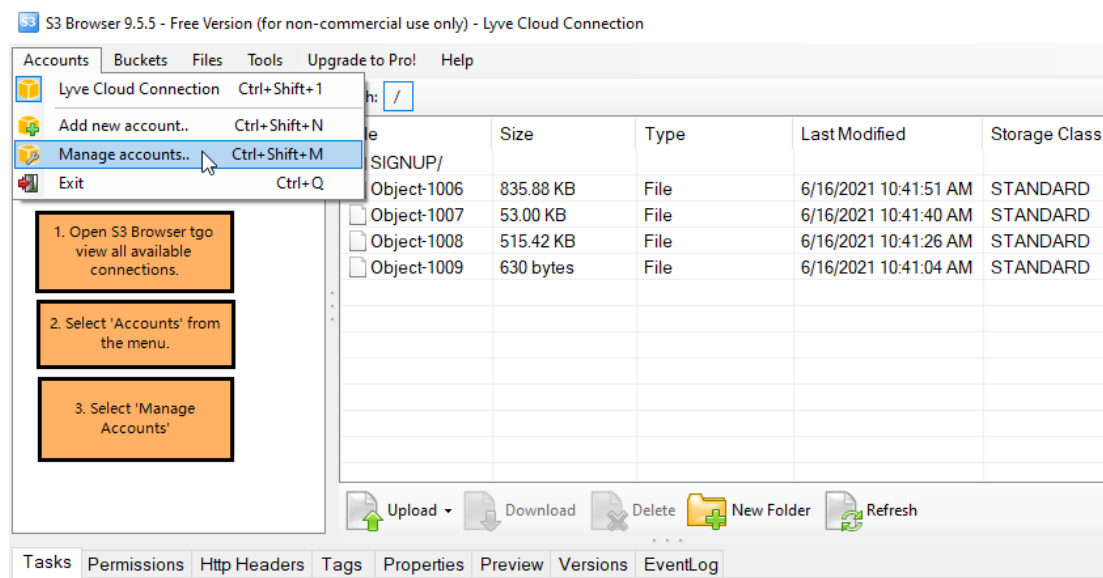 S3 S3 Browser 9.5.5 - Free Version (for non-commercial use only) - Lyve Cloud Connection
Accounts Buckets Files Tools Upgrade to Pro! Help
Lyve Cloud Connection Ctrl+Shift+1
h: /
Add new account.. Ctrl+Shift+N
Manage accounts.. Ctrl+Shift+M
Exit Ctrl+Q
e Size Type Last Modified Storage Class
SIGNUP/
Object-1006 835.88 KB File 6/16/2021 10:41:51 AM STANDARD
Object-1007 53.00 KB File 6/16/2021 10:41:40 AM STANDARD
Object-1008 515.42 KB File 6/16/2021 10:41:26 AM STANDARD
Object-1009 630 bytes File 6/16/2021 10:41:04 AM STANDARD
1. Open S3 Browser tgo
view all available
connections.
2. Select 'Accounts' from
the menu.
3. Select 'Manage
Accounts'
Upload Download Delete New Folder Refresh
Tasks Permissions Http Headers Tags Properties Preview Versions EventLog